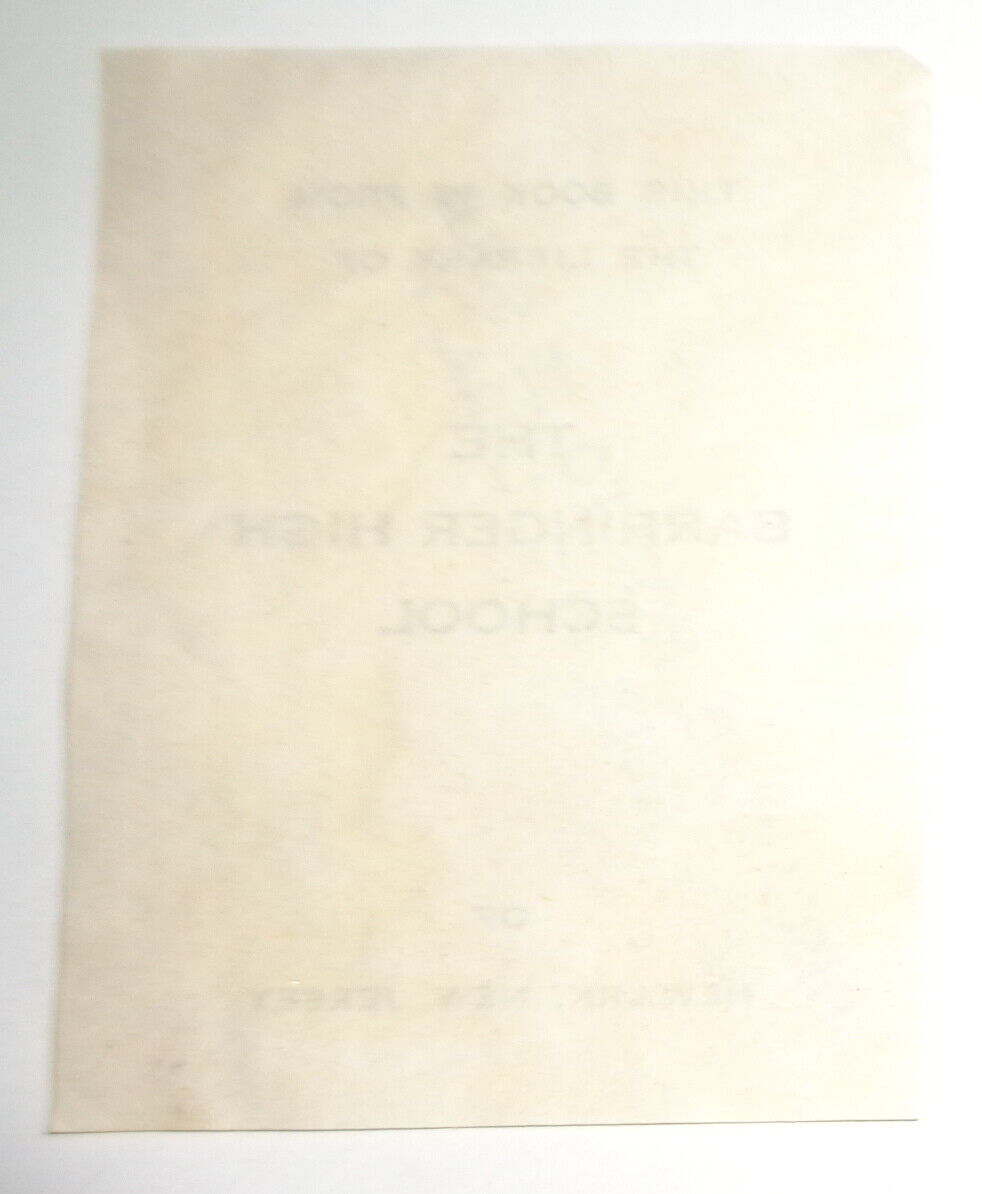 THIS BOOK IS FROM
THE LIBRARY OF
THE
BARRINGER HIGH
SCHOOL
OF
NEWARK, NEW JERSEY